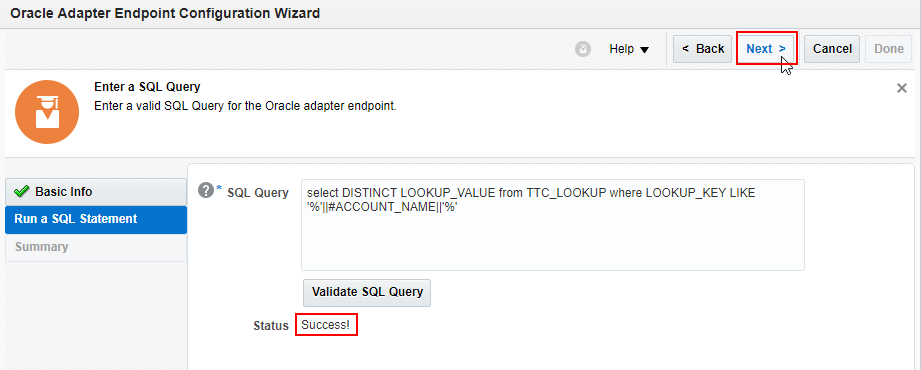 Oracle Adapter Endpoint Configuration Wizard
Help
< Back
Next >
Cancel
Done
Enter a SQL Query
Enter a valid SQL Query for the Oracle adapter endpoint.
Basic Info
Run a SQL Statement
Summary
? * SQL Query
select DISTINCT LOOKUP_VALUE from TTC_LOOKUP where LOOKUP_KEY LIKE
'%'||#ACCOUNT_NAME||'%'
Validate SQL Query
Status Success!